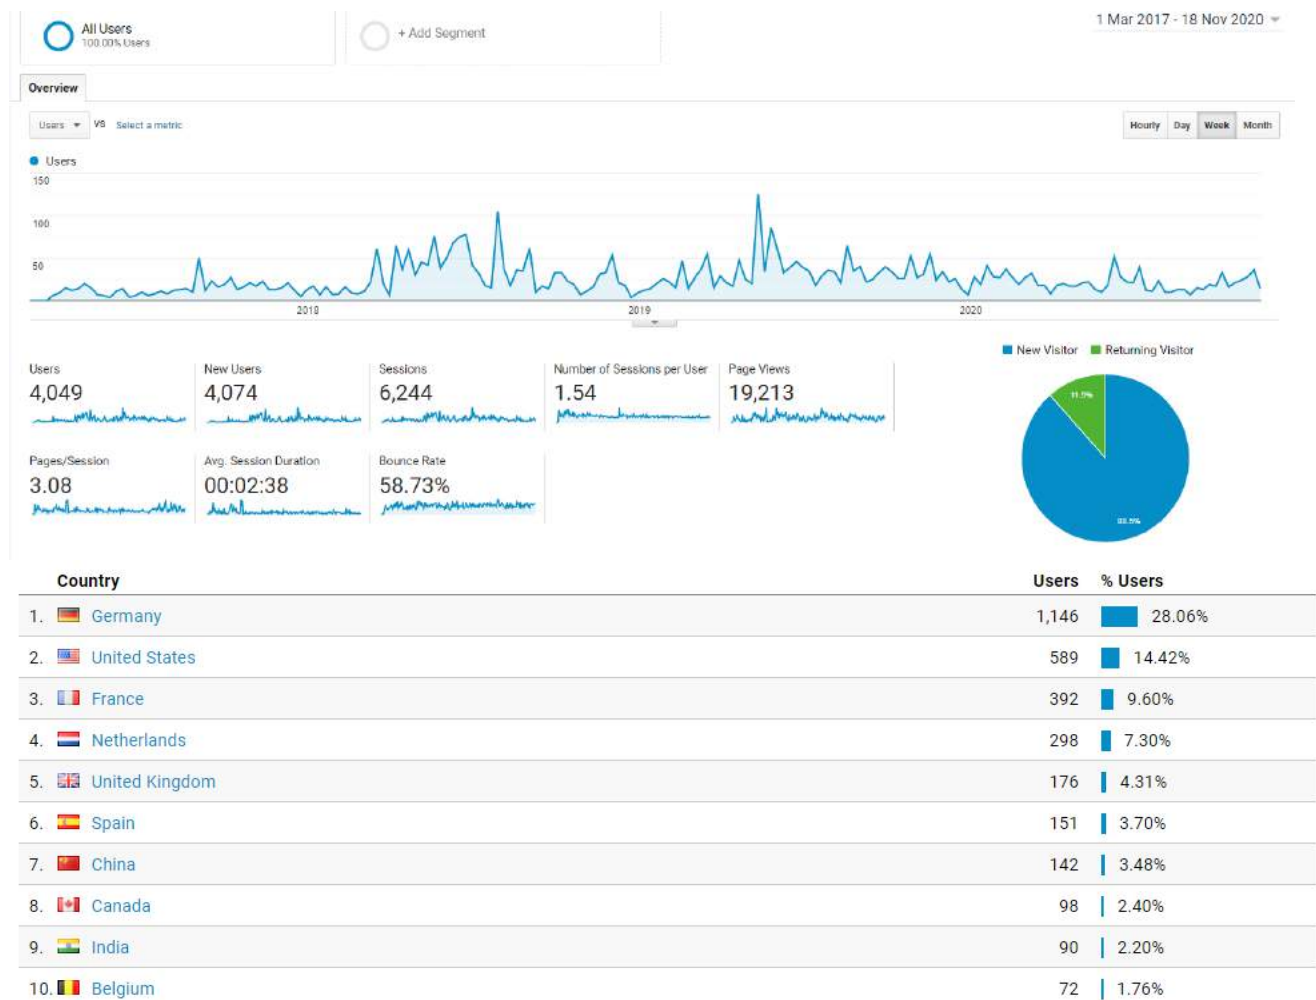 All Users
100.00% Users
+ Add Segment
1 Mar 2017 - 18 Nov 2020
Overview
Users VS Select a metric
Hourly Day Week Month
Users
150
100
50
2018 2019 2020
New Visitor Returning Visitor
Users New Users Sessions Number of Sessions per User Page Views
4,049 4,074 6,244 1.54 19,213
Pages/Session Avg. Session Duration Bounce Rate
3.08 00:02:38 58.73%
11.5%
Country Users % Users
1. Germany 1,146 28.06%
2. United States 589 14.42%
3. France 392 9.60%
4. Netherlands 298 7.30%
5. United Kingdom 176 4.31%
6. Spain 151 3.70%
7. China 142 3.48%
8. Canada 98 2.40%
9. India 90 2.20%
10. Belgium 72 1.76%